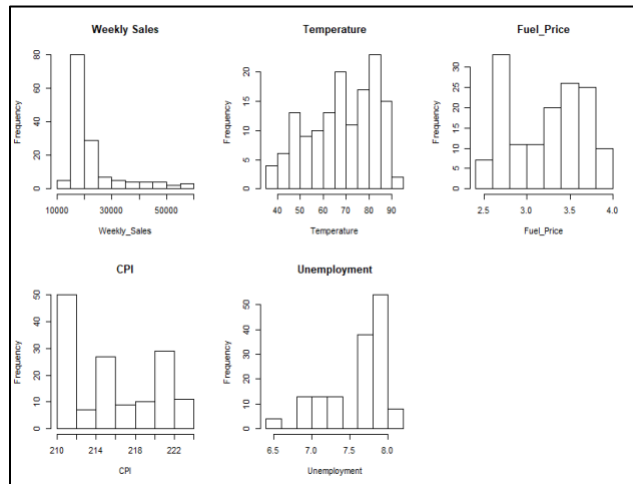 Weekly Sales
Frequency
0 20 40 60 80
10000 30000 50000
Weekly_Sales
Temperature
Frequency
0 5 10 15 20
40 50 60 70 80 90
Temperature
Fuel_Price
Frequency
0 5 10 15 20 25 30
2.5 3.0 3.5 4.0
Fuel_Price
CPI
Frequency
0 10 20 30 40 50
210 214 218 222
CPI
Unemployment
Frequency
0 10 20 30 40 50
6.5 7.0 7.5 8.0
Unemployment